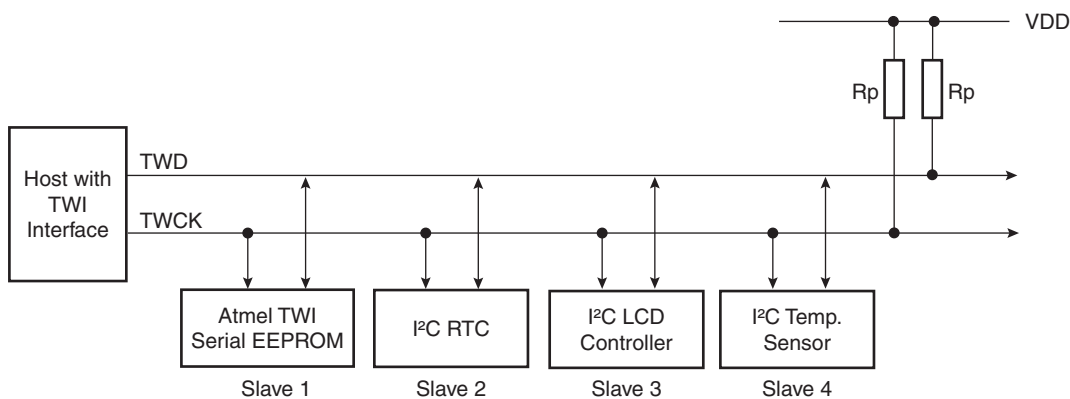 VDD
Rp
Rp
Host with
TWI
Interface
TWD
TWCK
Atmel TWI
Serial EEPROM
Slave 1
I²C RTC
Slave 2
I²C LCD
Controller
Slave 3
I²C Temp.
Sensor
Slave 4